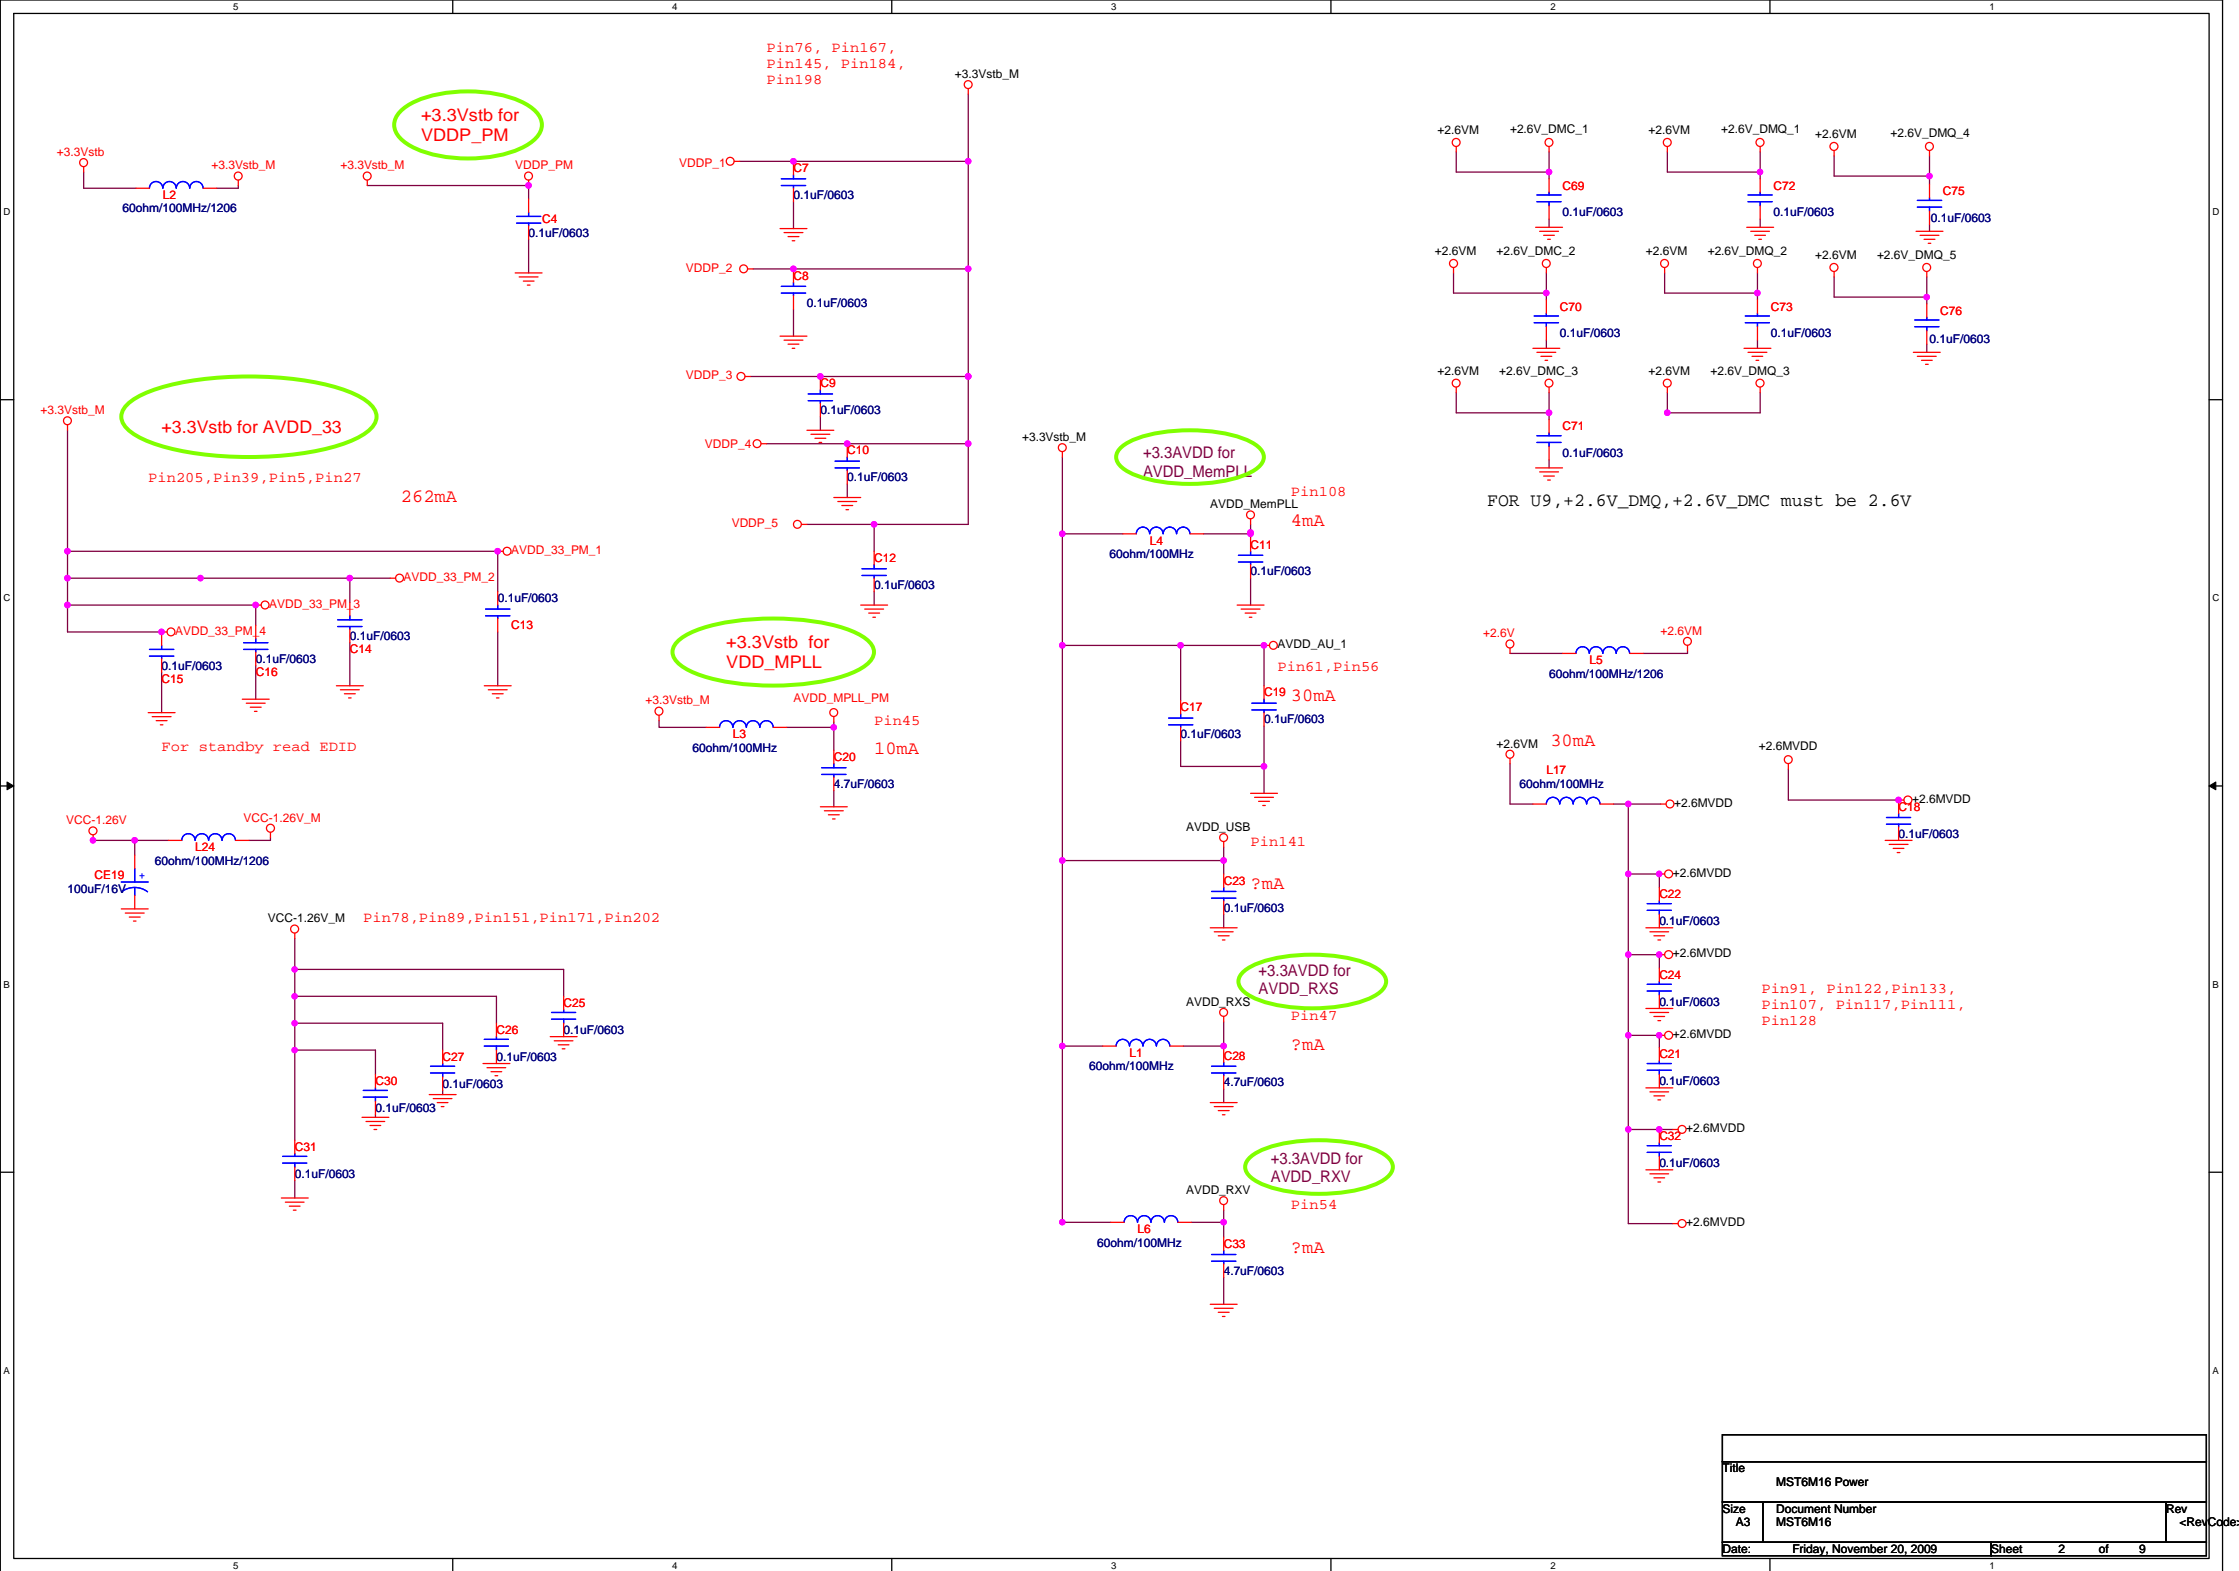 5
4
3
2
1
Pin76, Pin167,
Pin145, Pin184,
Pin198
+3.3Vstb_M
+3.3Vstb for
VDDP_PM
+3.3Vstb
+3.3Vstb_M
L2
60ohm/100MHz/1206
+3.3Vstb_M
VDDP_PM
C4
0.1uF/0603
VDDP_1
C7
0.1uF/0603
VDDP_2
C8
0.1uF/0603
VDDP_3
C9
0.1uF/0603
VDDP_4
C10
0.1uF/0603
VDDP_5
C12
0.1uF/0603
+2.6VM
+2.6V_DMC_1
C69
0.1uF/0603
+2.6VM
+2.6V_DMQ_1
C72
0.1uF/0603
+2.6VM
+2.6V_DMQ_4
C75
0.1uF/0603
+2.6VM
+2.6V_DMC_2
C70
0.1uF/0603
+2.6VM
+2.6V_DMQ_2
C73
0.1uF/0603
+2.6VM
+2.6V_DMQ_5
C76
0.1uF/0603
+2.6VM
+2.6V_DMC_3
C71
0.1uF/0603
+2.6VM
+2.6V_DMQ_3
FOR U9,+2.6V_DMQ,+2.6V_DMC must be 2.6V
D
D
+3.3Vstb_M
+3.3Vstb for AVDD_33
Pin205,Pin39,Pin5,Pin27
262mA
AVDD_33_PM_1
AVDD_33_PM_2
AVDD_33_PM_3
AVDD_33_PM_4
0.1uF/0603
C13
0.1uF/0603
C14
0.1uF/0603
C16
0.1uF/0603
C15
For standby read EDID
C
C
+3.3Vstb for
VDD_MPLL
+3.3Vstb_M
AVDD_MPLL_PM
L3
60ohm/100MHz
Pin45
10mA
C20
4.7uF/0603
+3.3Vstb_M
+3.3AVDD for
AVDD_MemPLL
AVDD_MemPLL
Pin108
4mA
L4
60ohm/100MHz
C11
0.1uF/0603
AVDD_AU_1
Pin61,Pin56
30mA
C17
0.1uF/0603
C19
0.1uF/0603
AVDD_USB
Pin141
C23
?mA
0.1uF/0603
+3.3AVDD for
AVDD_RXS
AVDD_RXS
Pin47
?mA
L1
60ohm/100MHz
C28
4.7uF/0603
+3.3AVDD for
AVDD_RXV
AVDD_RXV
Pin54
?mA
L6
60ohm/100MHz
C33
4.7uF/0603
+2.6V
+2.6VM
L5
60ohm/100MHz/1206
+2.6VM
30mA
L17
60ohm/100MHz
+2.6MVDD
+2.6MVDD
C22
0.1uF/0603
+2.6MVDD
C24
0.1uF/0603
+2.6MVDD
C21
0.1uF/0603
+2.6MVDD
C32
0.1uF/0603
+2.6MVDD
+2.6MVDD
+2.6MVDD
C18
0.1uF/0603
Pin91, Pin122,Pin133,
Pin107, Pin117,Pin111,
Pin128
VCC-1.26V
VCC-1.26V_M
L24
60ohm/100MHz/1206
CE19
+
100uF/16V
VCC-1.26V_M
Pin78,Pin89,Pin151,Pin171,Pin202
C25
0.1uF/0603
C26
0.1uF/0603
C27
0.1uF/0603
C30
0.1uF/0603
C31
0.1uF/0603
B
B
A
A
Title
MST6M16 Power
Size
Document Number
Rev
A3
MST6M16
<RevCode:
Date:
Friday, November 20, 2009
Sheet
2
of
9
5
4
3
2
1